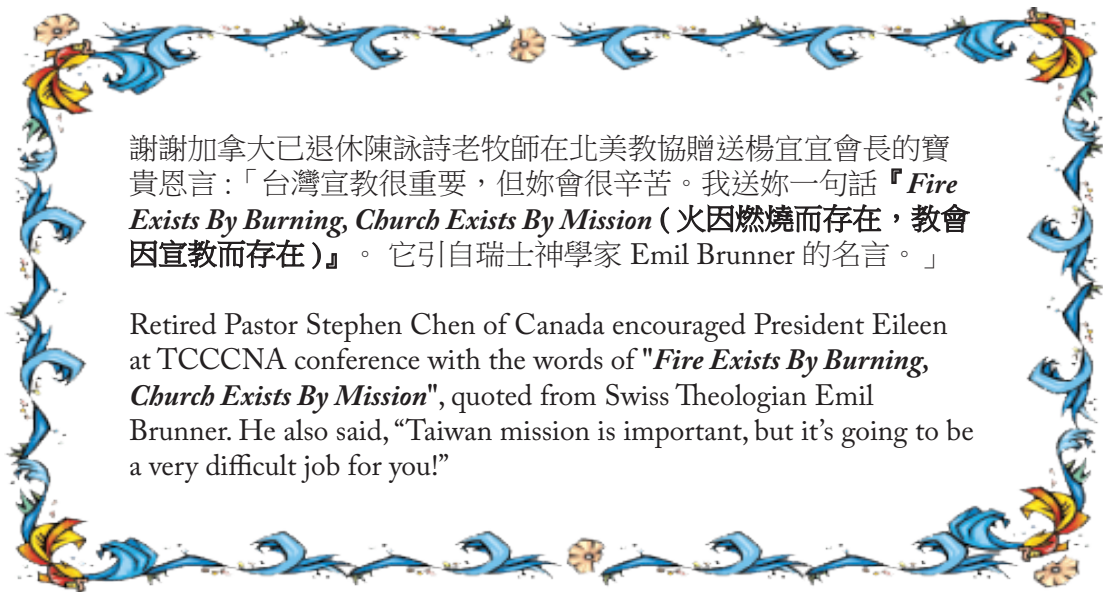 謝謝加拿大已退休陳詠詩老牧師在北美教協贈送楊宜宜會長的寶
貴恩言 :「台灣宣教很重要，但妳會很辛苦。我送妳一句話『Fire
Exists By Burning, Church Exists By Mission ( 火因燃燒而存在，教會
因宣教而存在 )』。 它引自瑞士神學家 Emil Brunner 的名言。」
Retired Pastor Stephen Chen of Canada encouraged President Eileen
at TCCCNA conference with the words of "Fire Exists By Burning,
Church Exists By Mission", quoted from Swiss Theologian Emil
Brunner. He also said, “Taiwan mission is important, but it’s going to be
a very difficult job for you!”